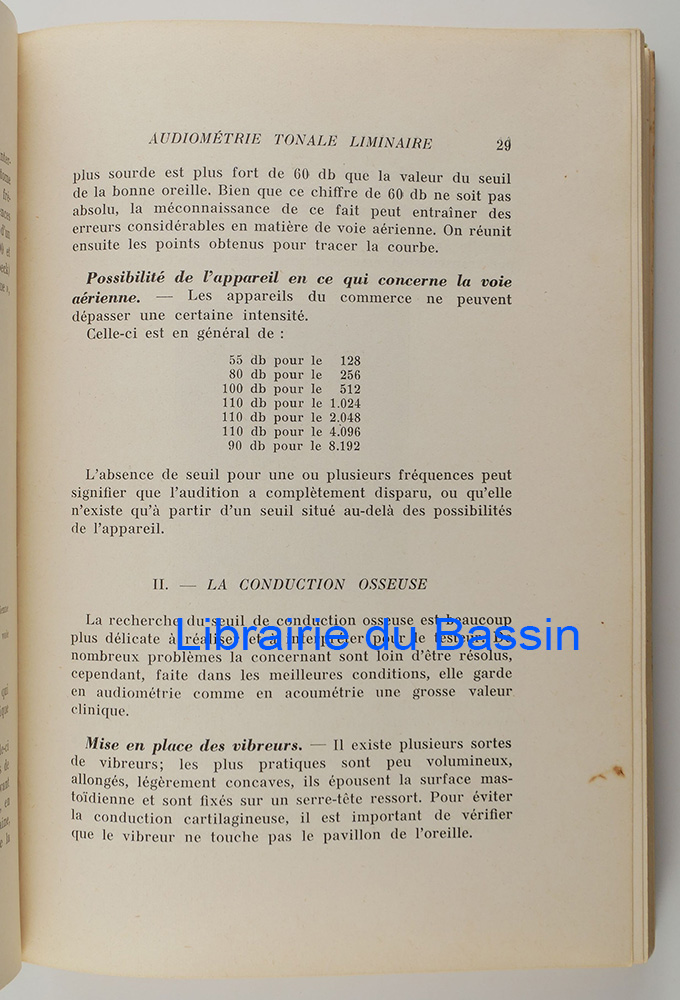 AUDIOMÉTRIE TONALE LIMINAIRE 29
plus sourde est plus fort de 60 db que la valeur du seuil
de la bonne oreille. Bien que ce chiffre de 60 db ne soit pas
absolu, la méconnaissance de ce fait peut entraîner des
erreurs considérables en matière de voie aérienne. On réunit
ensuite les points obtenus pour tracer la courbe.
Possibilité de l'appareil en ce qui concerne la voie
aérienne. — Les appareils du commerce ne peuvent
dépasser une certaine intensité.
Celle-ci est en général de :
55 db pour le 128
80 db pour le 256
100 db pour le 512
110 db pour le 1.024
110 db pour le 2.048
110 db pour le 4.096
90 db pour le 8.192
L'absence de seuil pour une ou plusieurs fréquences peut
signifier que l'audition a complètement disparu, ou qu'elle
n'existe qu'à partir d'un seuil situé au-delà des possibilités
de l'appareil.
II. — LA CONDUCTION OSSEUSE
La recherche du seuil de conduction osseuse est beaucoup
plus délicate à réaliser et à interpréter pour le testeur. De
Librairie du Bassin
nombreux problèmes la concernant sont loin d'être résolus,
cependant, faite dans les meilleures conditions, elle garde
en audiométrie comme en acoumétrie une grosse valeur
clinique.
Mise en place des vibreurs. — Il existe plusieurs sortes
de vibreurs; les plus pratiques sont peu volumineux,
allongés, légèrement concaves, ils épousent la surface mas-
toïdienne et sont fixés sur un serre-tête ressort. Pour éviter
la conduction cartilagineuse, il est important de vérifier
que le vibreur ne touche pas le pavillon de l'oreille.